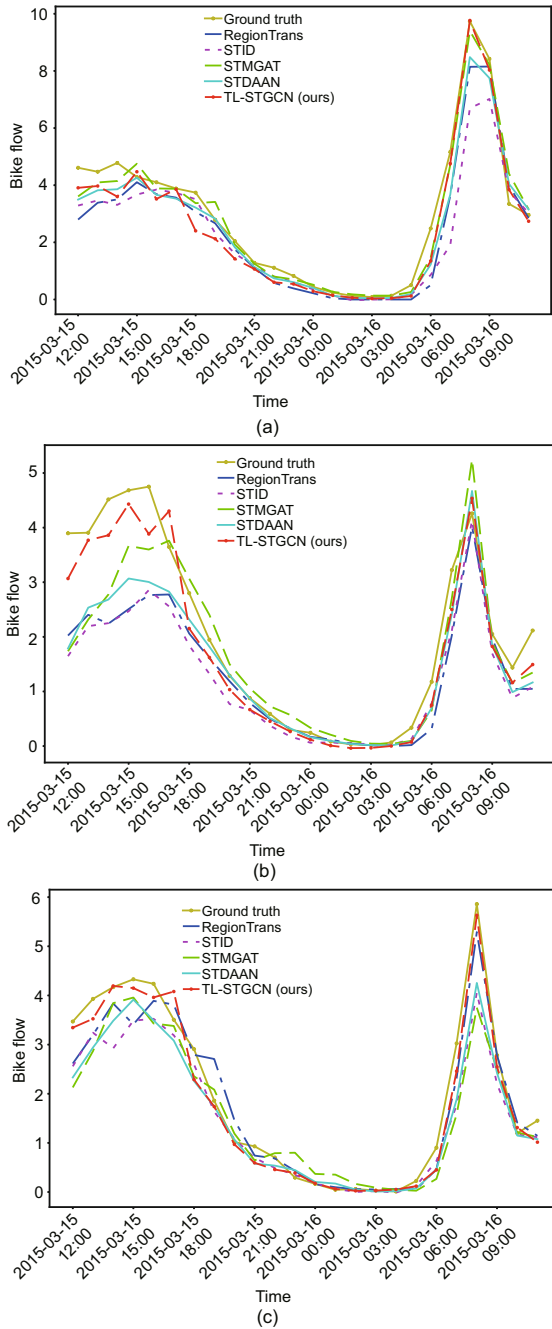 10
8
6
4
2
0
Bike flow
Ground truth
RegionTrans
STID
STMGAT
STDAAN
TL-STGCN (ours)
2015-03-15
12:00
2015-03-15
15:00
2015-03-15
18:00
2015-03-15
21:00
2015-03-16
00:00
2015-03-16
03:00
2015-03-16
06:00
2015-03-16
09:00
Time
(a)
5
4
3
2
1
0
Bike flow
Ground truth
RegionTrans
STID
STMGAT
STDAAN
TL-STGCN (ours)
2015-03-15
12:00
2015-03-15
15:00
2015-03-15
18:00
2015-03-15
21:00
2015-03-16
00:00
2015-03-16
03:00
2015-03-16
06:00
2015-03-16
09:00
Time
(b)
6
5
4
3
2
1
0
Bike flow
Ground truth
RegionTrans
STID
STMGAT
STDAAN
TL-STGCN (ours)
2015-03-15
12:00
2015-03-15
15:00
2015-03-15
18:00
2015-03-15
21:00
2015-03-16
00:00
2015-03-16
03:00
2015-03-16
06:00
2015-03-16
09:00
Time
(c)